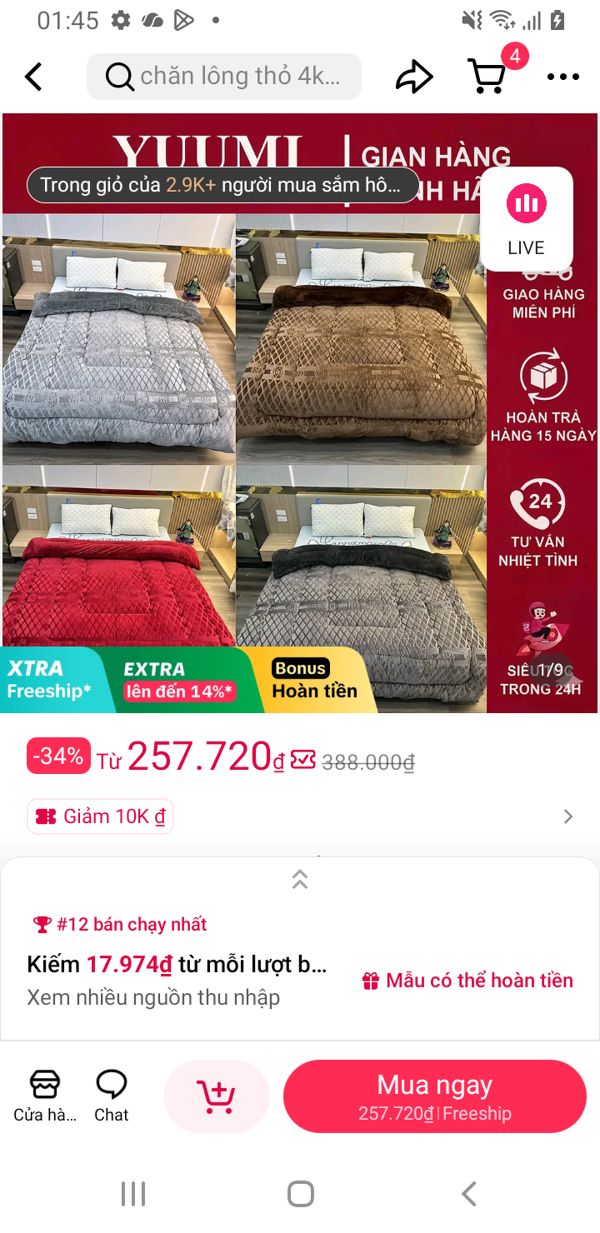 01:45
chăn lông thỏ 4k...
4
YUUMI
GIAN HÀNG
Trong giỏ của 2.9K+ người mua sắm hô...
LIVE
GIAO HÀNG
MIỄN PHÍ
HOÀN TRẢ
HÀNG 15 NGÀY
24
TƯ VẤN
NHIỆT TÌNH
1/9
TRONG 24H
XTRA
Freeship*
EXTRA
lên đến 14%*
Bonus
Hoàn tiền
-34%
Từ 257.720₫
388.000₫
Giảm 10K ₫
#12 bán chạy nhất
Kiếm 17.974₫ từ mỗi lượt b...
Xem nhiều nguồn thu nhập
Mẫu có thể hoàn tiền
Cửa hà...
Chat
Mua ngay
257.720₫|Freeship